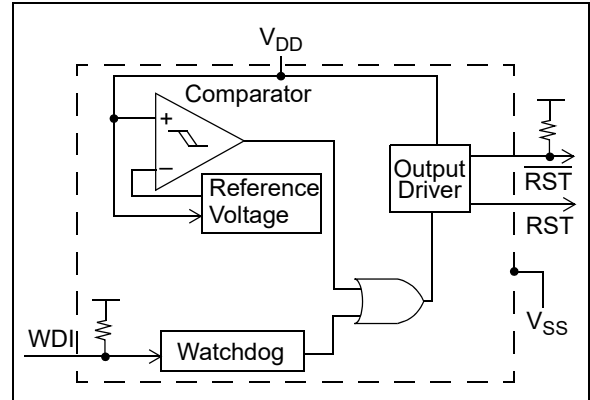 VDD
Comparator
+
−
Reference
Voltage
Output
Driver
RST
RST
VSS
WDI
Watchdog